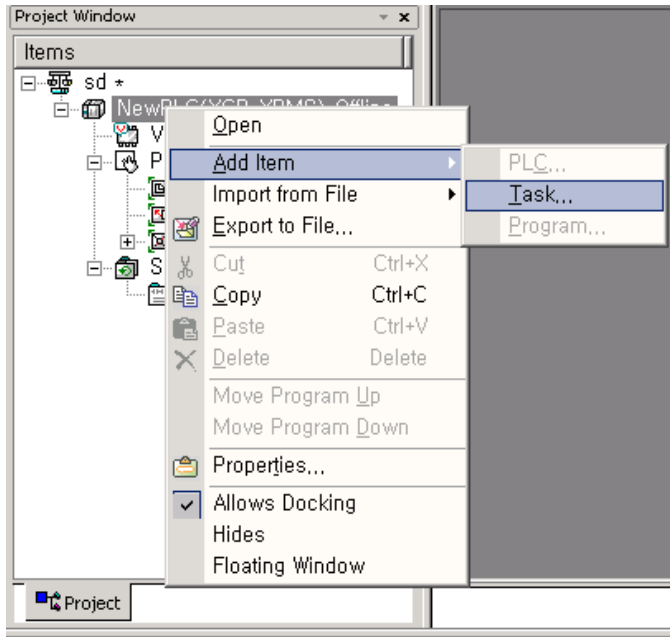 Project Window
Items
sd *
NewPLC(XGB-XBMS)-Offline
V
P
S
Open
Add Item
Import from File
Export to File...
Cut Ctrl+X
Copy Ctrl+C
Paste Ctrl+V
Delete Delete
Move Program Up
Move Program Down
Properties...
Allows Docking
Hides
Floating Window
PLC...
Task...
Program...
Project